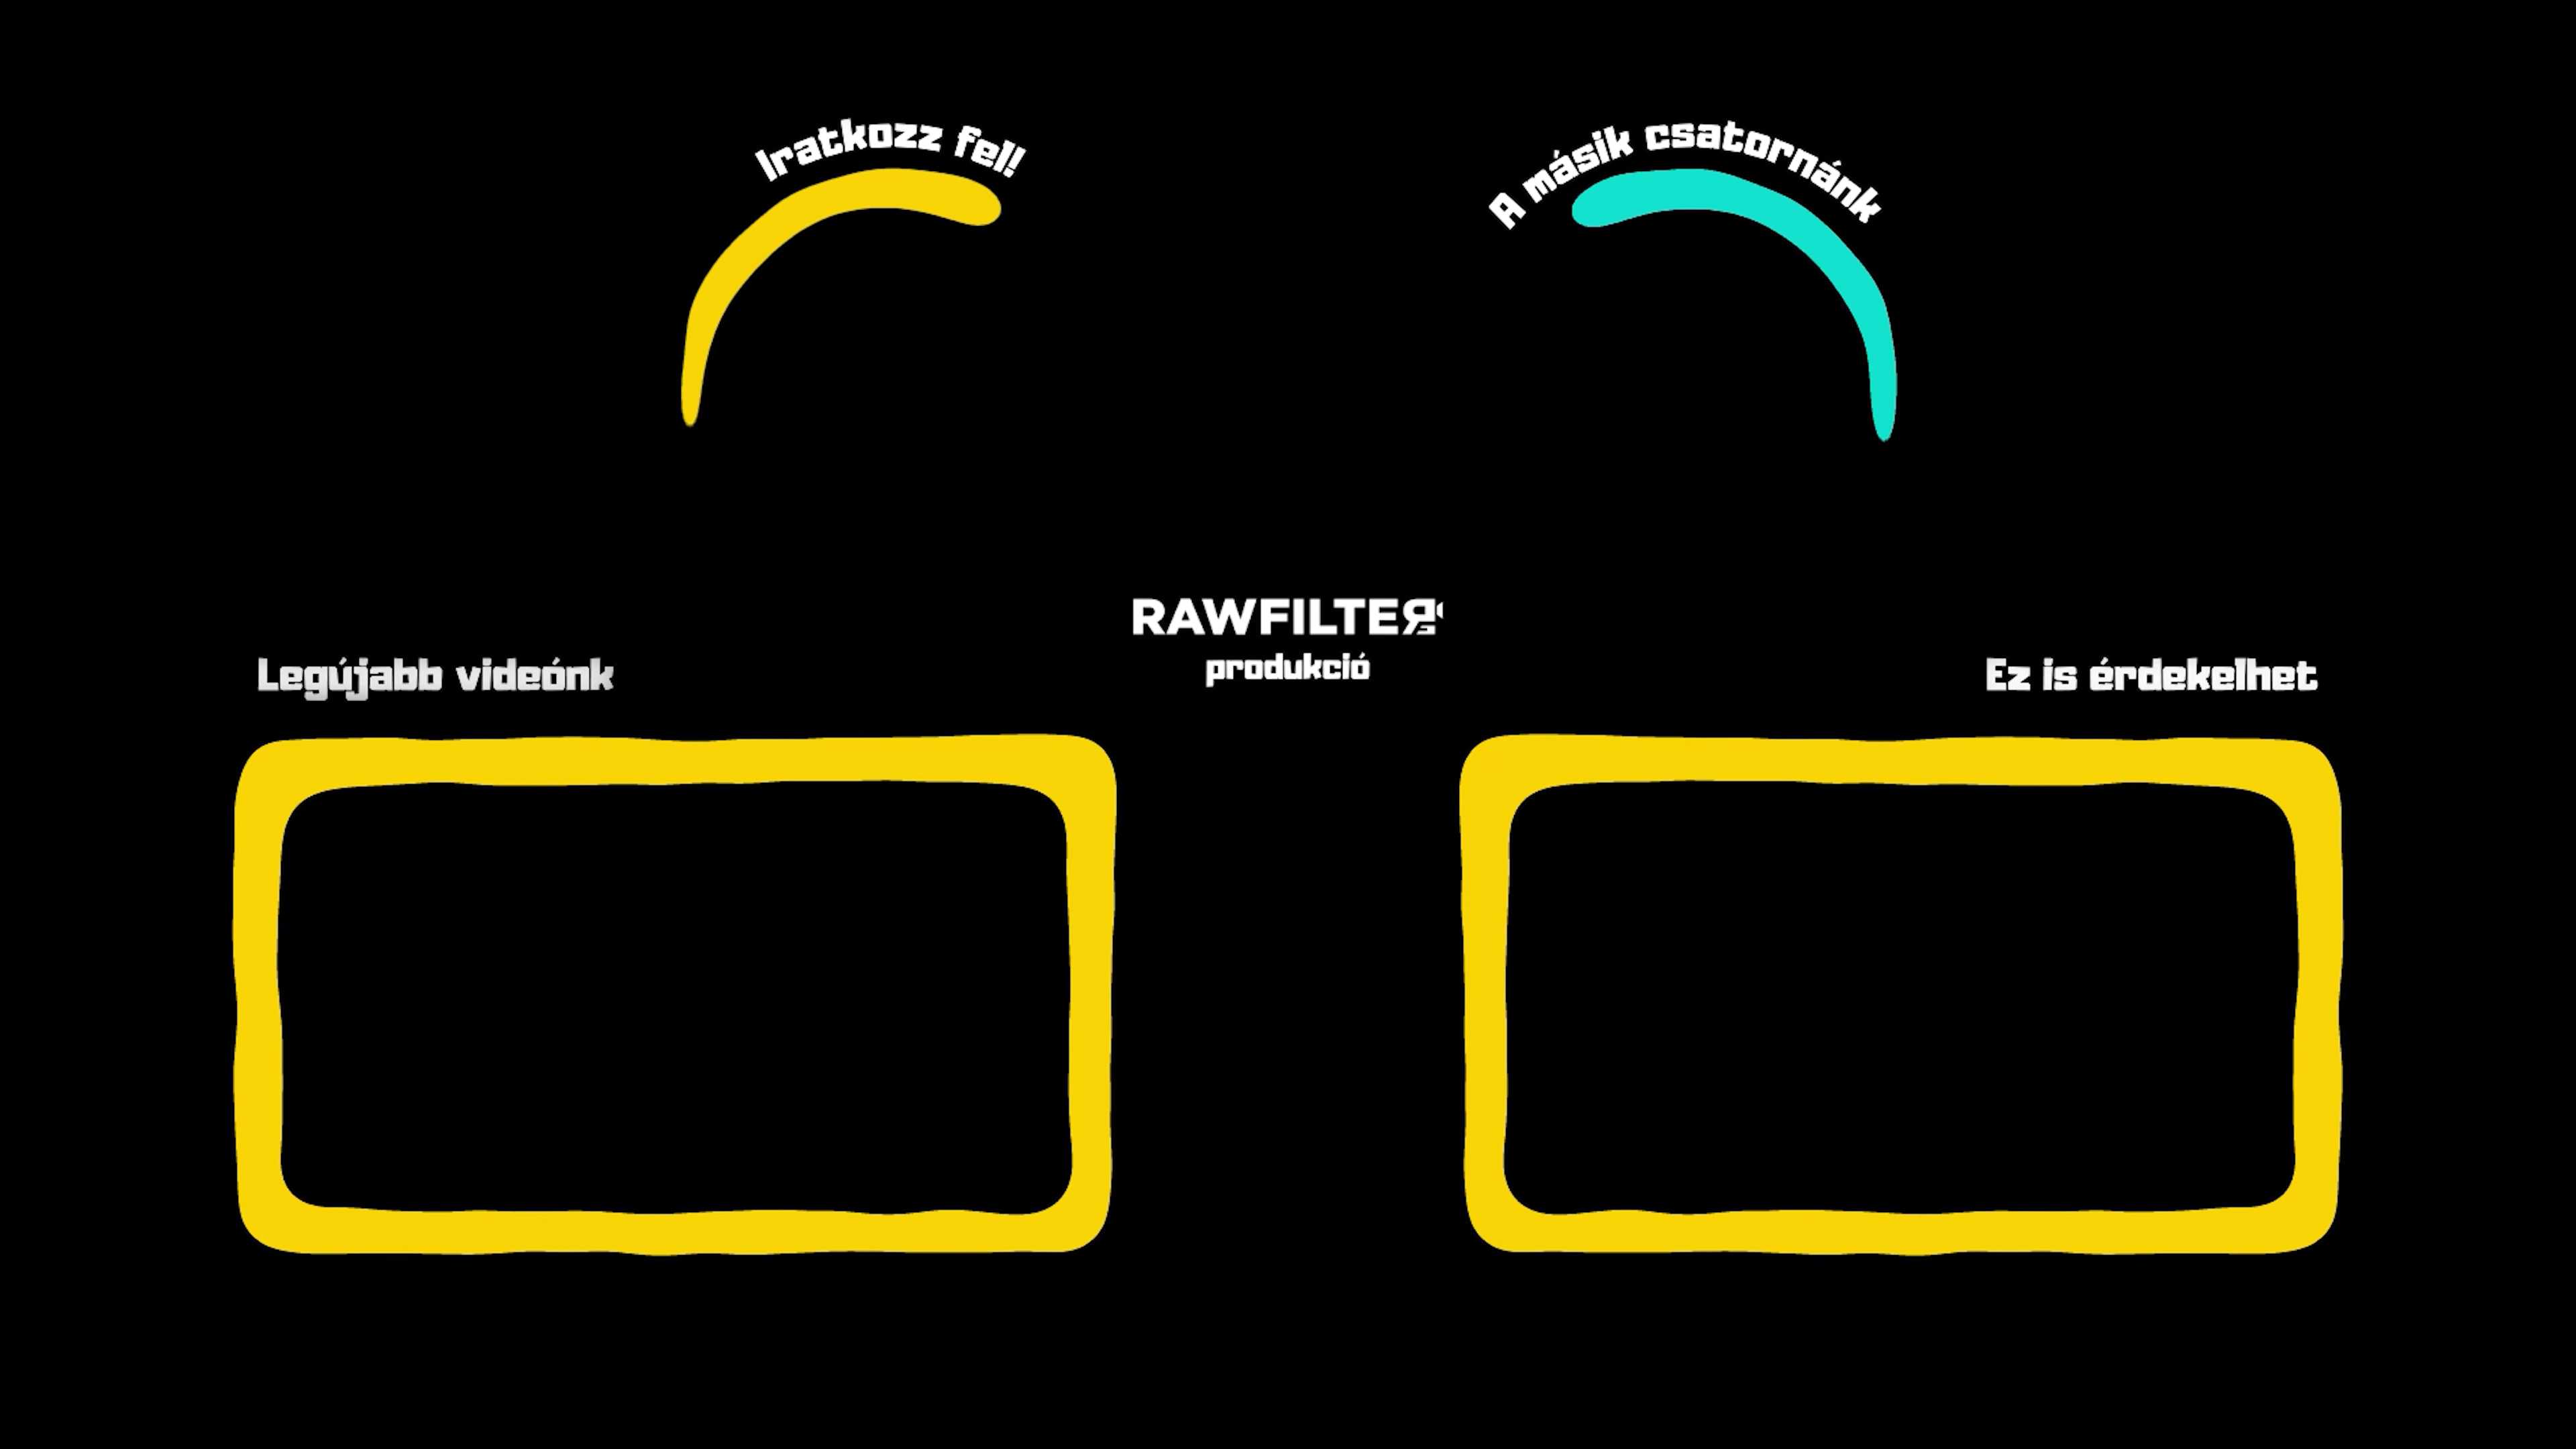 Iratkozz fel!
A másik csatornánk
RAWFILTER
produkció
Legújabb videónk
Ez is érdekelhet